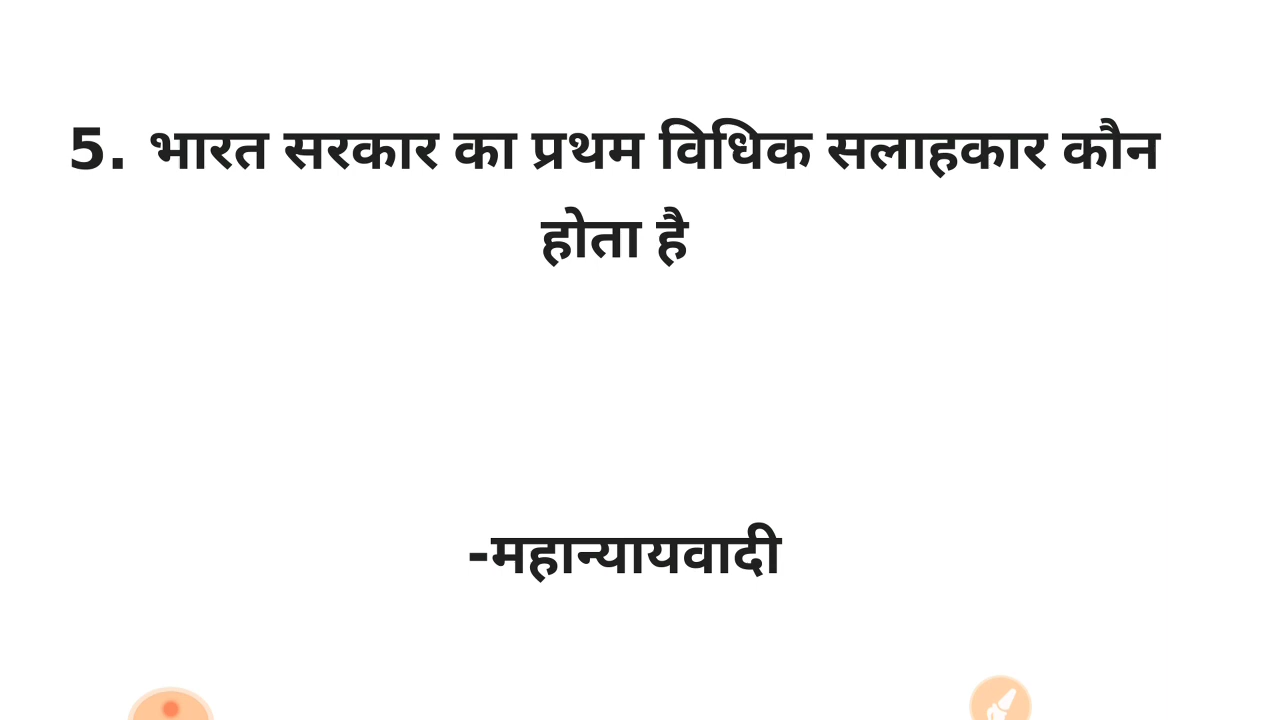 5. भारत सरकार का प्रथम विधिक सलाहकार कौन
होता है
-महान्यायवादी